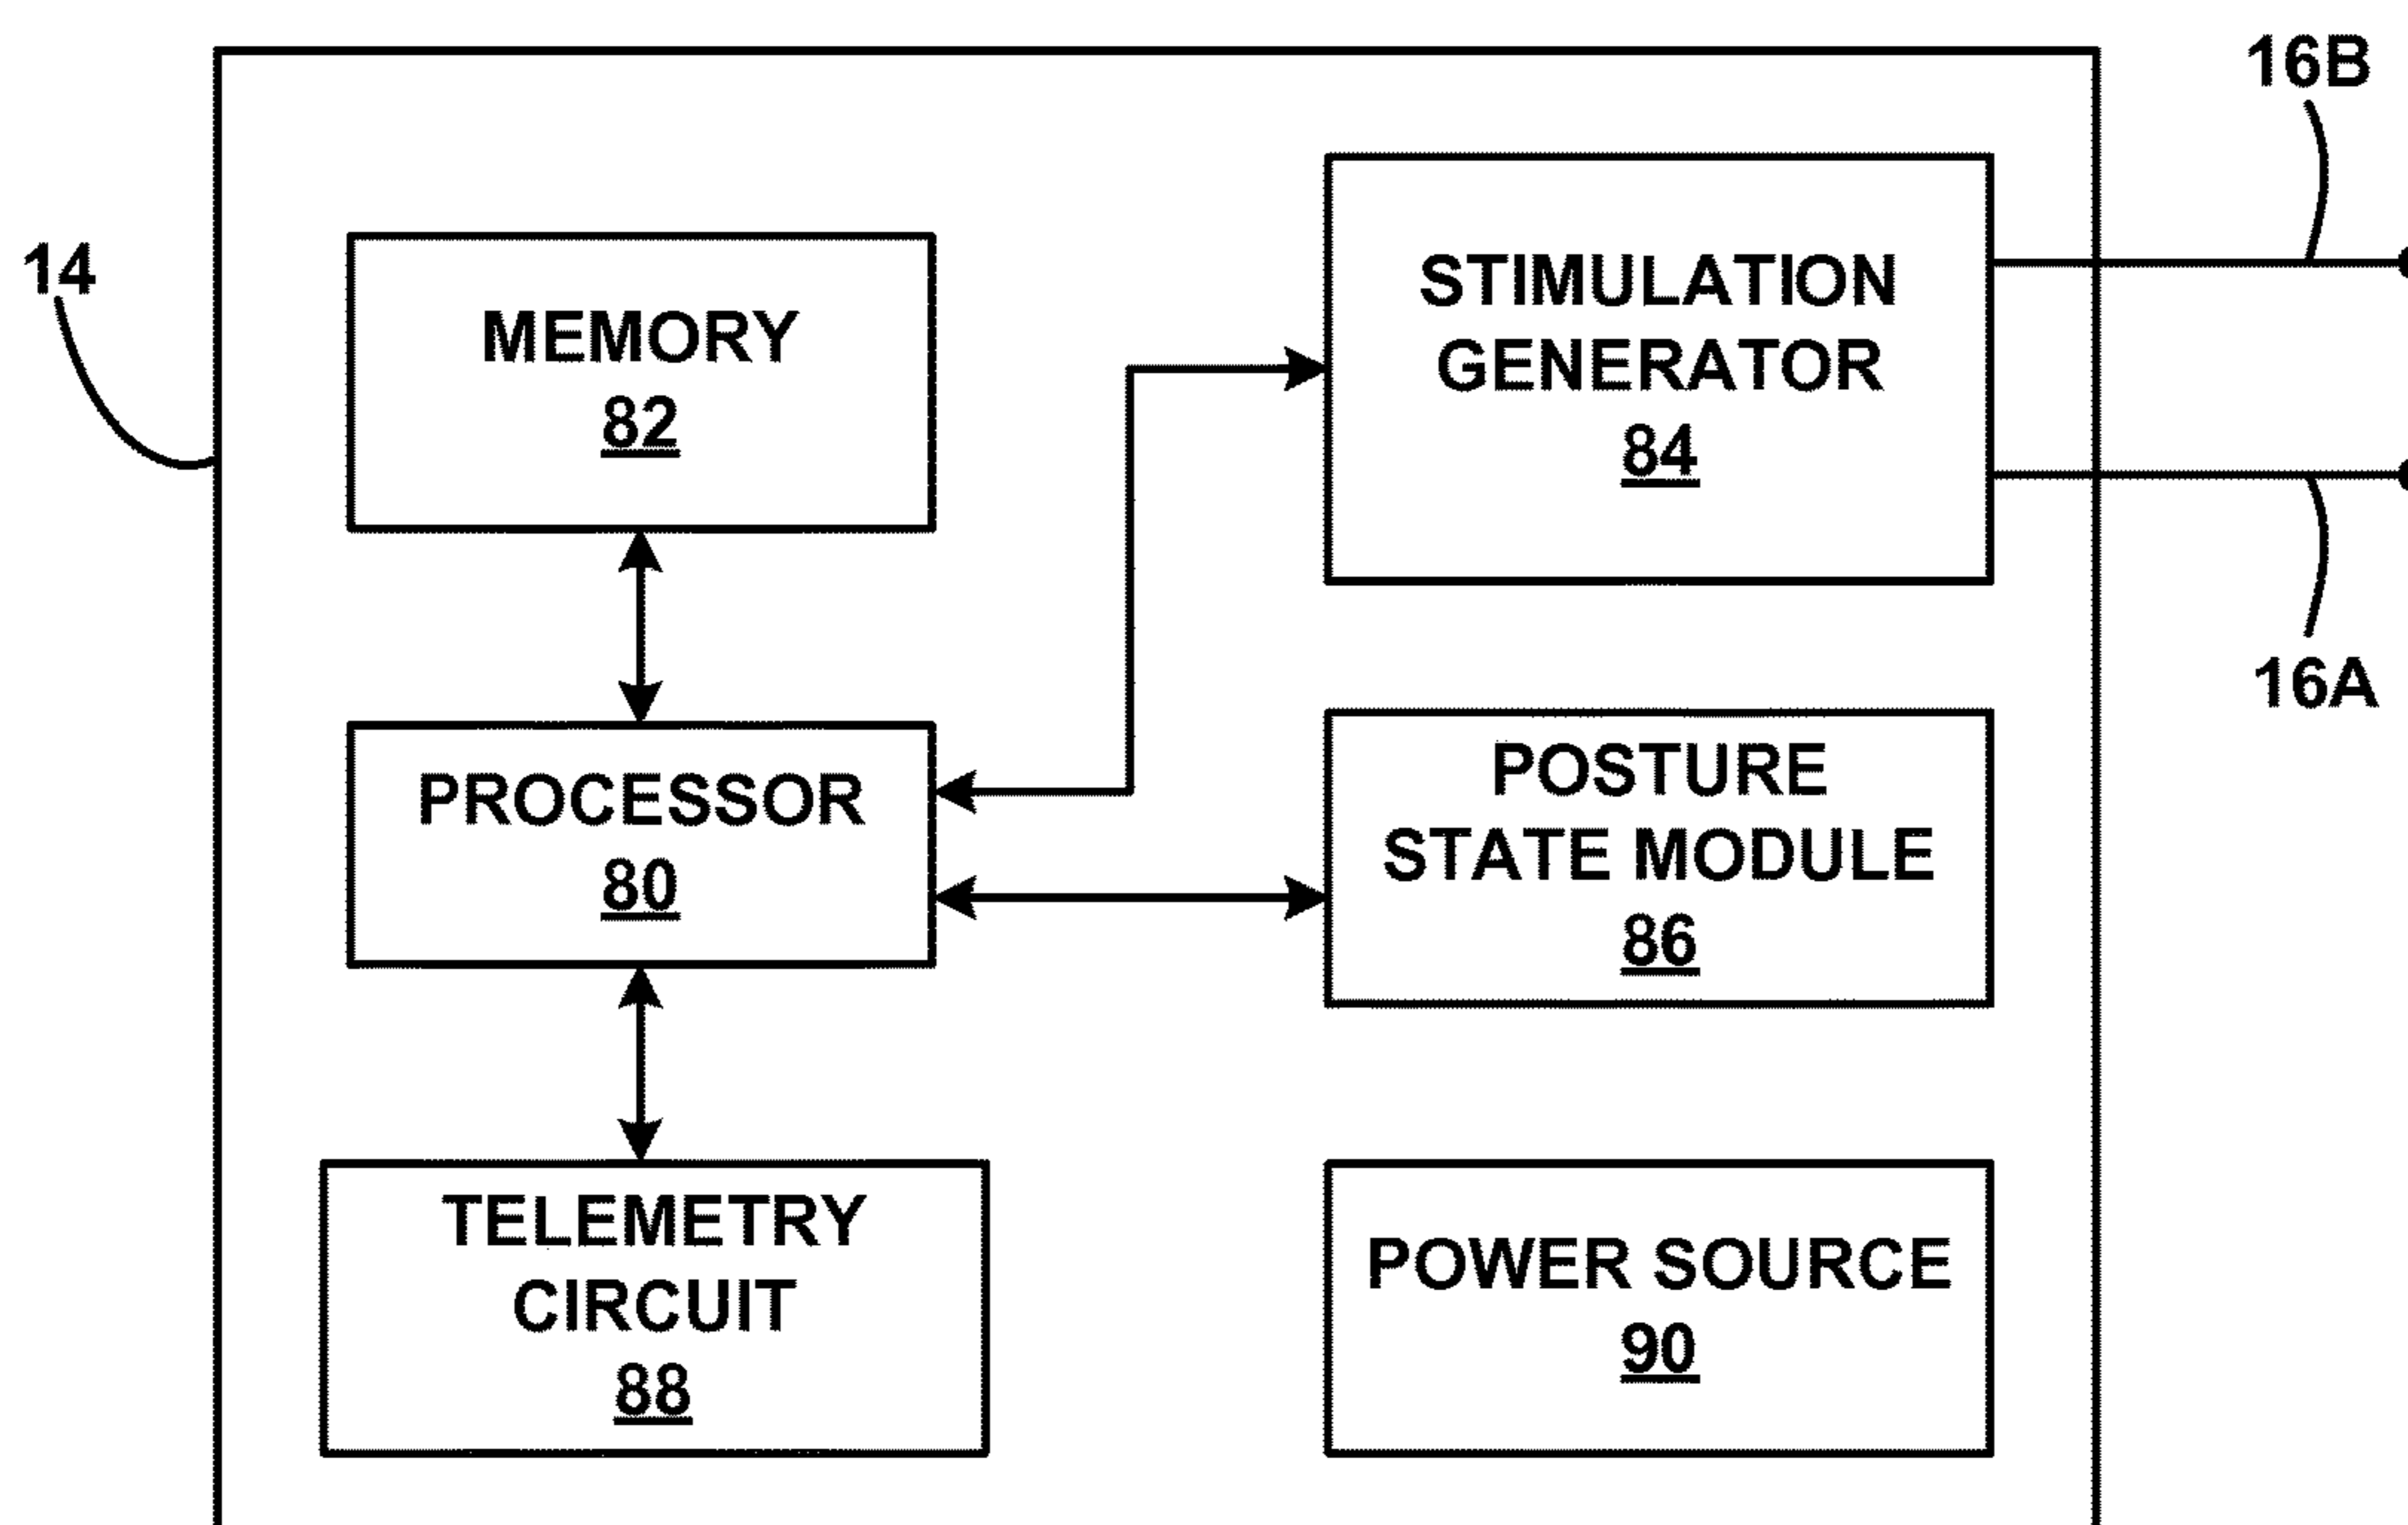 16B
14
MEMORY
82
STIMULATION
GENERATOR
84
16A
PROCESSOR
80
POSTURE
STATE MODULE
86
TELEMETRY
CIRCUIT
88
POWER SOURCE
90